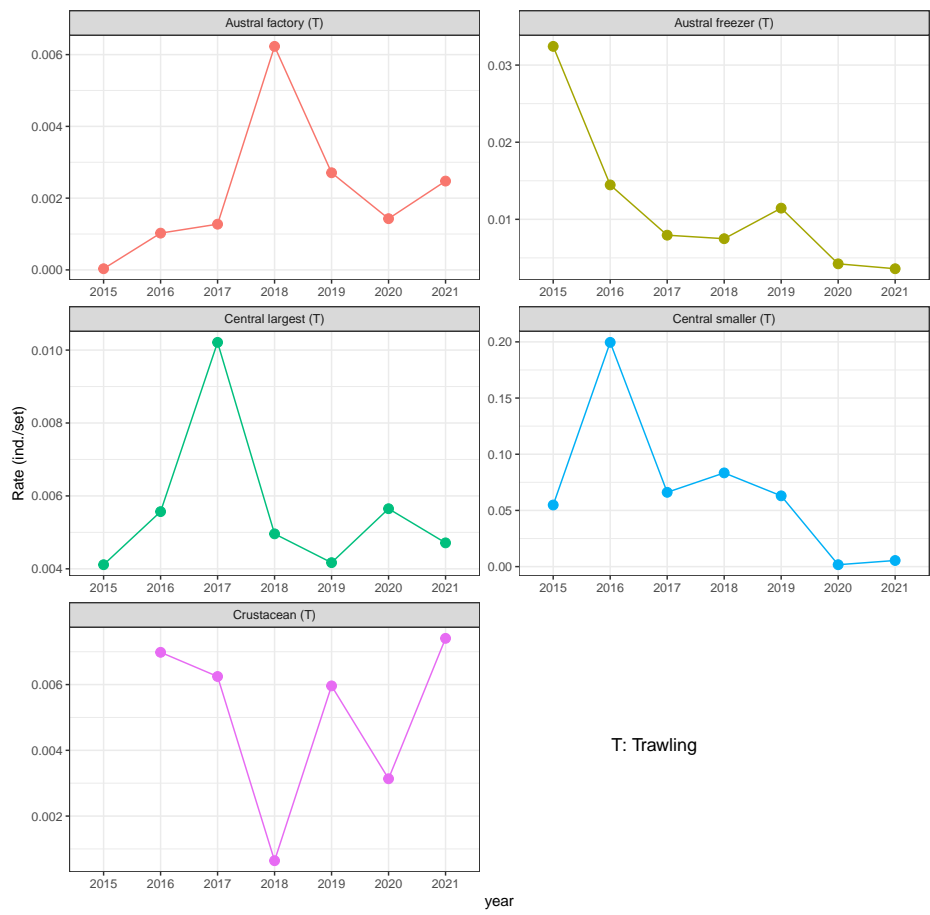 Austral factory (T)
Austral freezer (T)
0.006
0.004
0.002
0.000
2015 2016 2017 2018 2019 2020 2021
0.03
0.02
0.01
2015 2016 2017 2018 2019 2020 2021
Central largest (T)
Central smaller (T)
Rate (ind./set)
0.010
0.008
0.006
0.004
2015 2016 2017 2018 2019 2020 2021
0.20
0.15
0.10
0.05
0.00
2015 2016 2017 2018 2019 2020 2021
Crustacean (T)
0.006
0.004
0.002
2015 2016 2017 2018 2019 2020 2021
T: Trawling
year